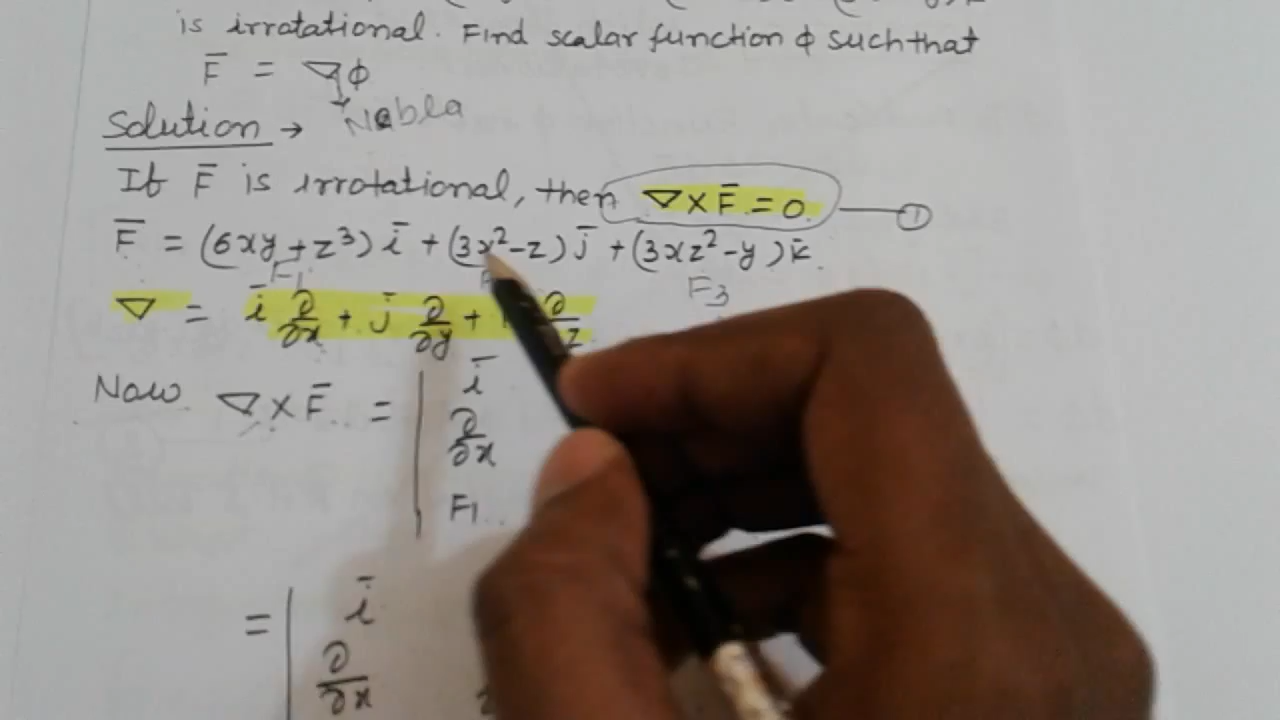 is irrotational. Find scalar function ϕ such that
F̄ = ∇ϕ
Nabla
Solution →
If F̄ is irrotational, then ∇×F̄ = 0 — ①
F̄ = (6xy + z³) ī + (3x² - z) j̄ + (3xz² - y) k̄.
F1 F3
∇ = ī ∂/∂x + j̄ ∂/∂y + ∂/z
Now ∇×F̄ = | ī
∂/∂x
F1
= | ī
∂/∂x